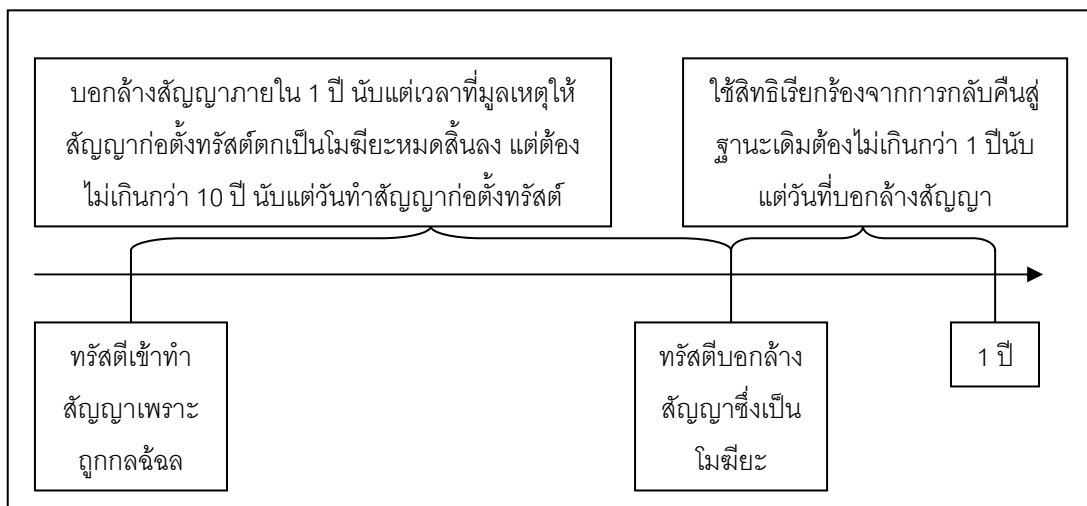 บอกล้างสัญญาภายใน 1 ปี นับแต่เวลาที่มูลเหตุให้
สัญญาก่อตั้งทรัสต์ตกเป็นโมฆียะหมดสิ้นลง แต่ต้อง
ไม่เกินกว่า 10 ปี นับแต่วันทำสัญญาก่อตั้งทรัสต์
ใช้สิทธิเรียกร้องจากการกลับคืนสู่
ฐานะเดิมต้องไม่เกินกว่า 1 ปีนับ
แต่วันที่บอกล้างสัญญา
ทรัสตีเข้าทำ
สัญญาเพราะ
ถูกกลฉ้อฉล
ทรัสตีบอกล้าง
สัญญาซึ่งเป็น
โมฆียะ
1 ปี